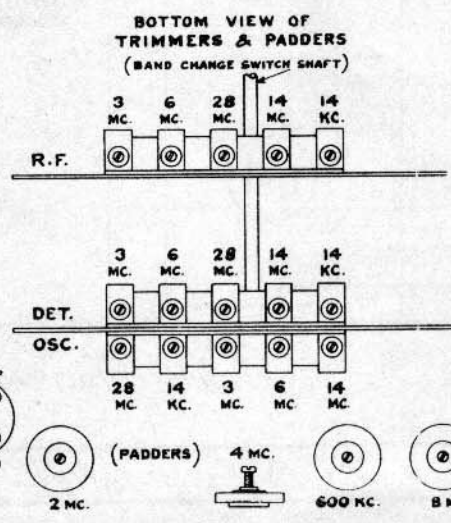 BOTTOM VIEW OF
TRIMMERS & PADDERS
(BAND CHANGE SWITCH SHAFT)
3 MC. 6 MC. 28 MC. 14 MC. 14 KC.
R.F.
3 MC. 6 MC. 28 MC. 14 MC. 14 KC.
DET.
OSC.
28 MC. 14 KC. 3 MC. 6 MC. 14 MC.
(PADDERS) 4 MC.
2 MC. 600 KC. 8